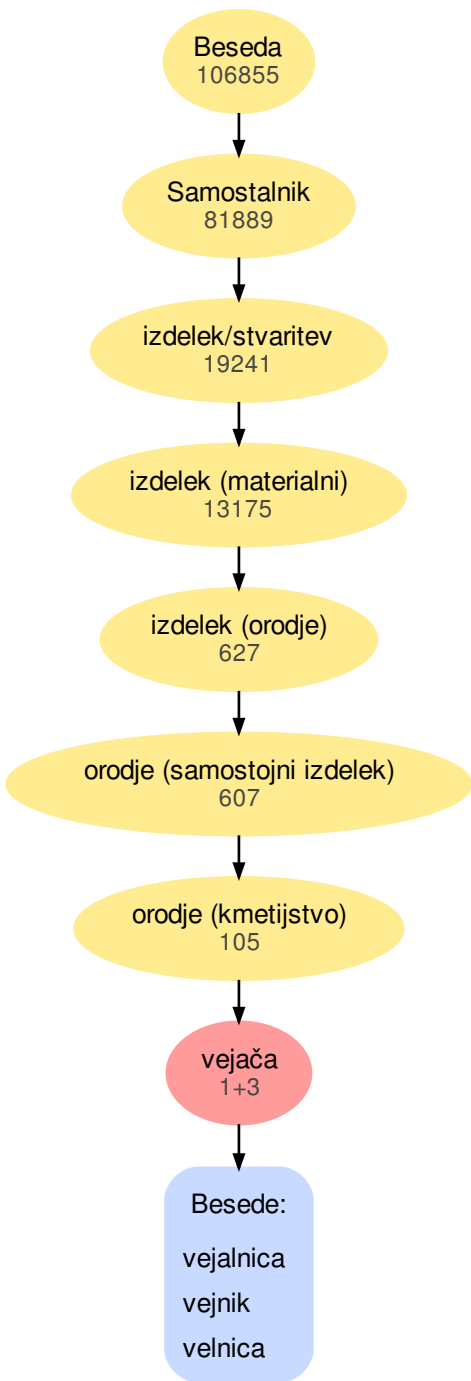 Beseda
106855
Samostalnik
81889
izdelek/stvaritev
19241
izdelek (materialni)
13175
izdelek (orodje)
627
orodje (samostojni izdelek)
607
orodje (kmetijstvo)
105
vejača
1+3
Besede:
vejalnica
vejnik
velnica